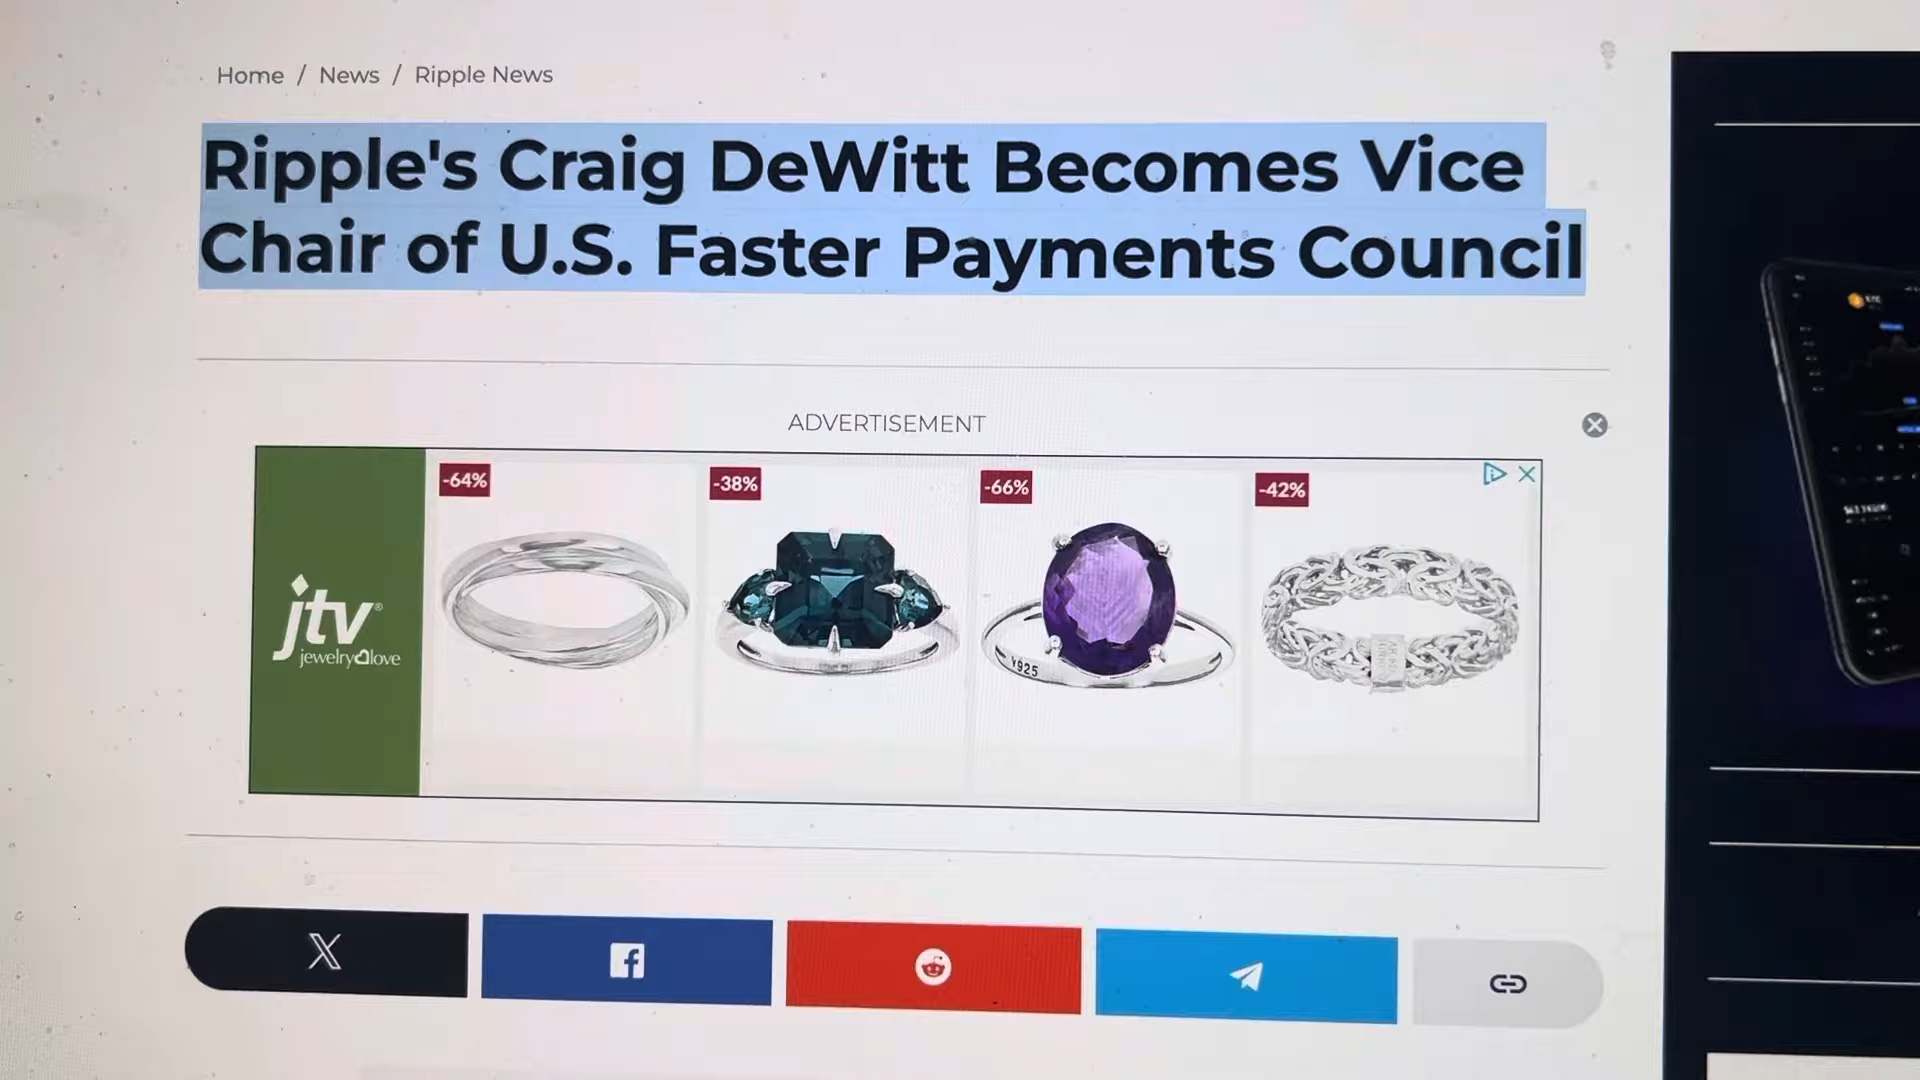 Home / News / Ripple News
Ripple's Craig DeWitt Becomes Vice
Chair of U.S. Faster Payments Council
ADVERTISEMENT
-64%
-38%
-66%
-42%
jtv®
jewelry love
Y925